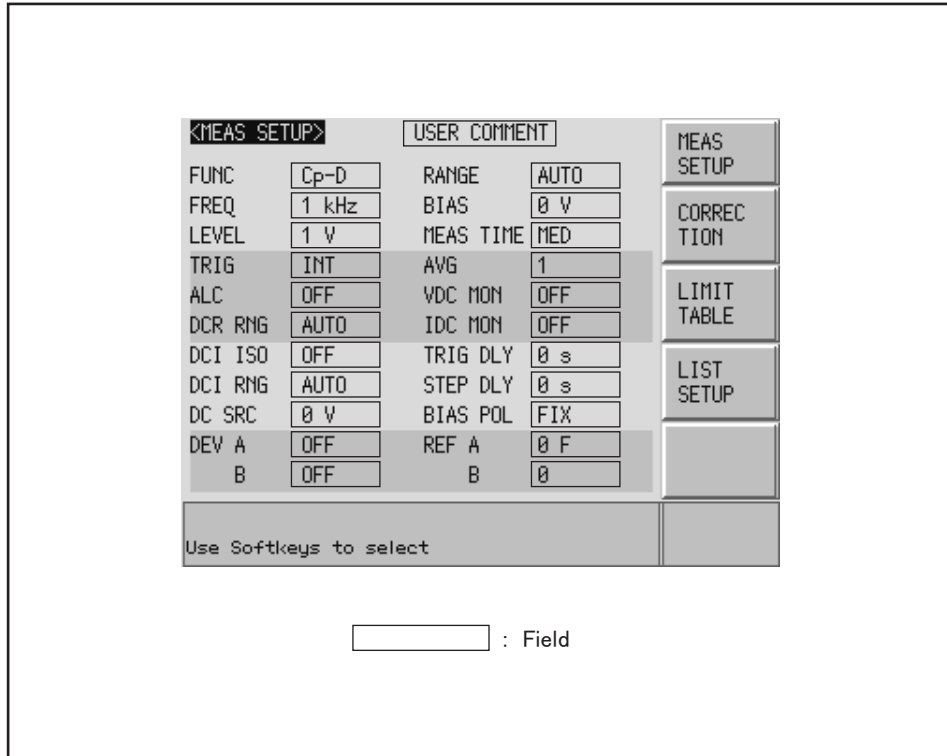 <MEAS SETUP> USER COMMENT
FUNC Cp-D RANGE AUTO
FREQ 1 kHz BIAS 0 V
LEVEL 1 V MEAS TIME MED
TRIG INT AVG 1
ALC OFF VDC MON OFF
DCR RNG AUTO IDC MON OFF
DCI ISO OFF TRIG DLY 0 s
DCI RNG AUTO STEP DLY 0 s
DC SRC 0 V BIAS POL FIX
DEV A OFF REF A 0 F
B OFF B 0
MEAS
SETUP
CORREC
TION
LIMIT
TABLE
LIST
SETUP
Use Softkeys to select
: Field